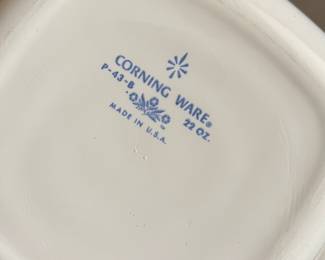 CORNING WARE®
P-43-B 22 OZ.
MADE IN U.S.A.